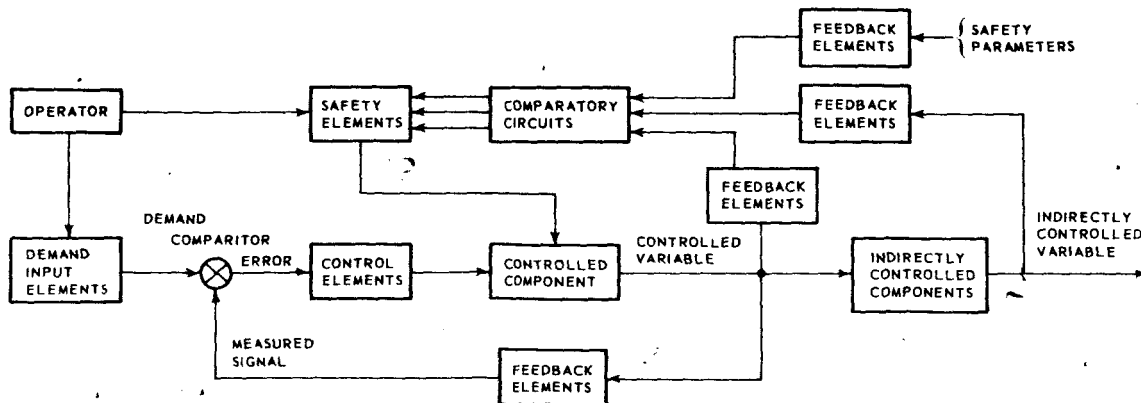 FEEDBACK
ELEMENTS
SAFETY
PARAMETERS
OPERATOR
SAFETY
ELEMENTS
COMPARATORY
CIRCUITS
FEEDBACK
ELEMENTS
FEEDBACK
ELEMENTS
DEMAND
INPUT
ELEMENTS
DEMAND
COMPARITOR
ERROR
CONTROL
ELEMENTS
CONTROLLED
COMPONENT
CONTROLLED
VARIABLE
INDIRECTLY
CONTROLLED
COMPONENTS
INDIRECTLY
CONTROLLED
VARIABLE
MEASURED
SIGNAL
FEEDBACK
ELEMENTS